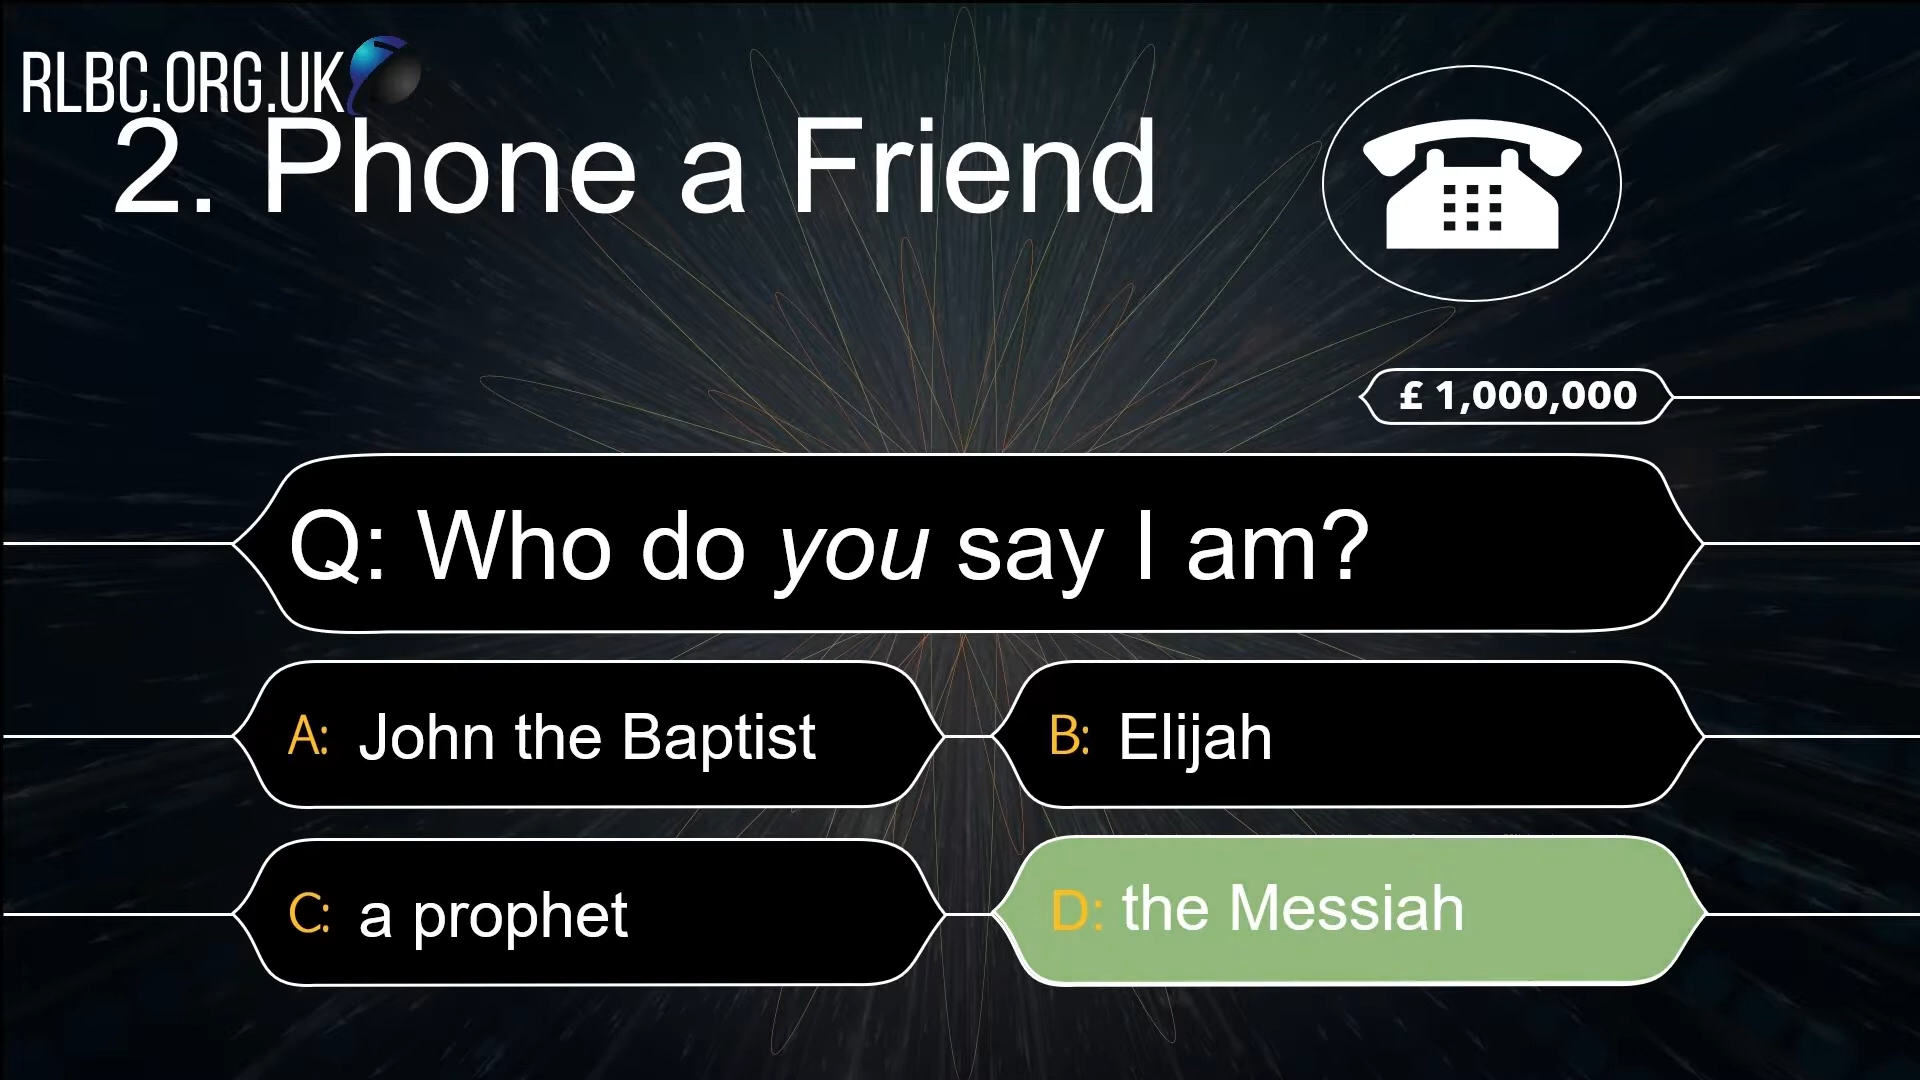 RLBC.ORG.UK
2. Phone a Friend
£ 1,000,000
Q: Who do you say I am?
A: John the Baptist
B: Elijah
C: a prophet
D: the Messiah